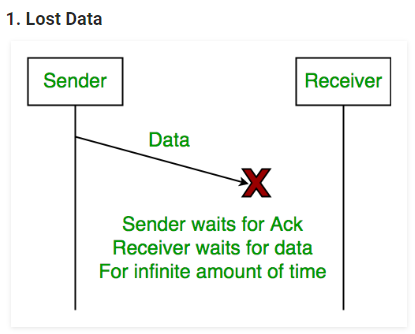 1. Lost Data
Sender
Receiver
Data
X
Sender waits for Ack
Receiver waits for data
For infinite amount of time